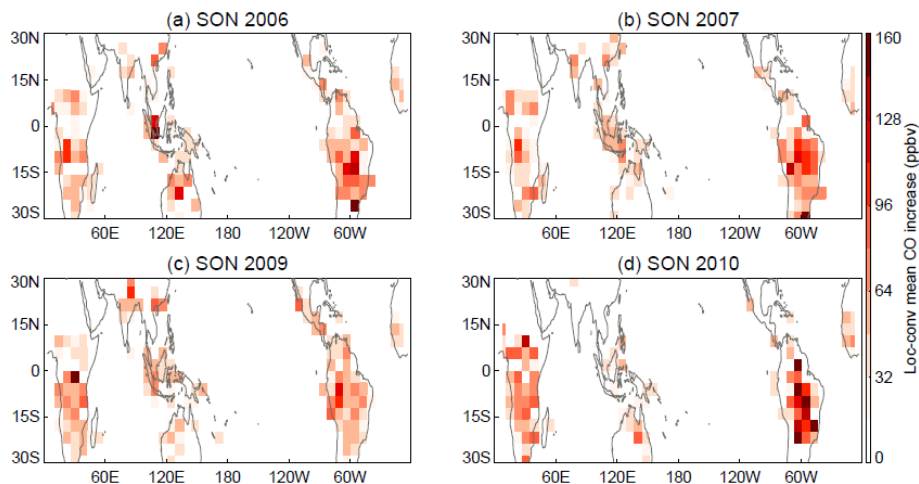 (a) SON 2006
(b) SON 2007
30N
15N
0
15S
30S
60E 120E 180 120W 60W
30N
15N
0
15S
30S
60E 120E 180 120W 60W
(c) SON 2009
(d) SON 2010
30N
15N
0
15S
30S
60E 120E 180 120W 60W
30N
15N
0
15S
30S
60E 120E 180 120W 60W
160
128
96
64
32
0
Loc-conv mean CO increase (ppbv)